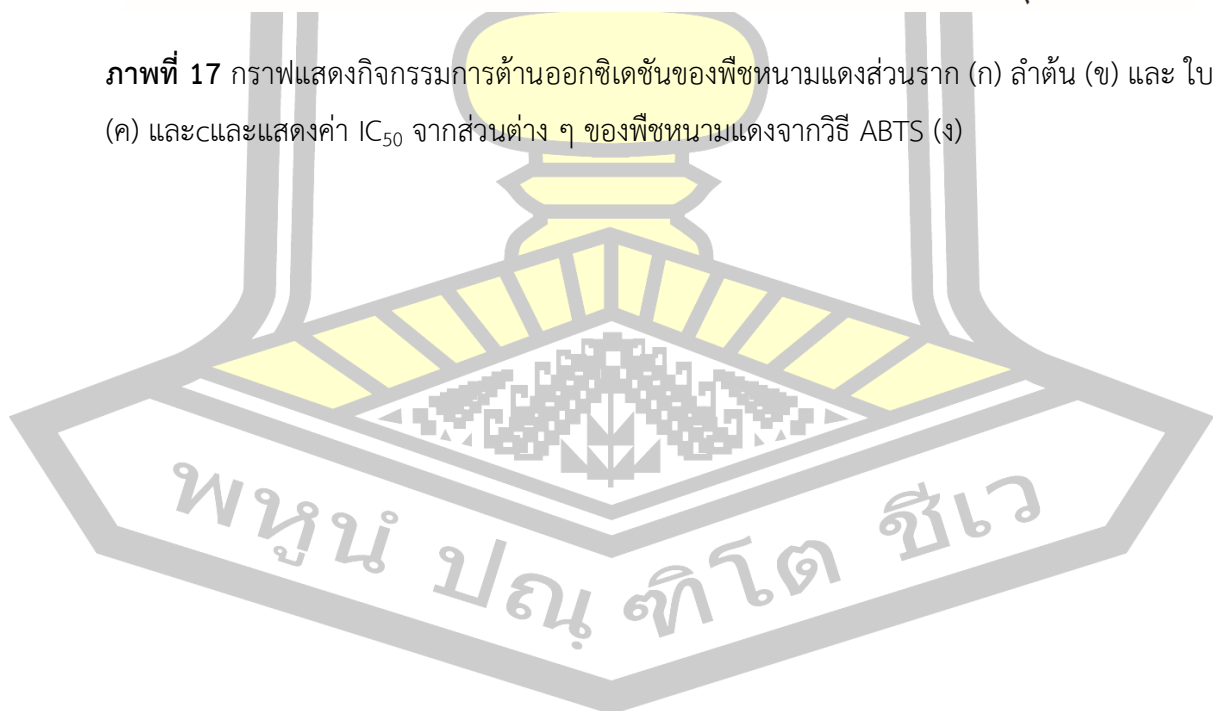 ภาพที่ 17 กราฟแสดงกิจกรรมการต้านออกซิเดชันของพืชหนามแดงส่วนราก (ก) ลำต้น (ข) และ ใบ
(ค) และcและแสดงค่า IC₅₀ จากส่วนต่าง ๆ ของพืชหนามแดงจากวิธี ABTS (ง)
พหูนํ ปณฺฑิโต ชีเว